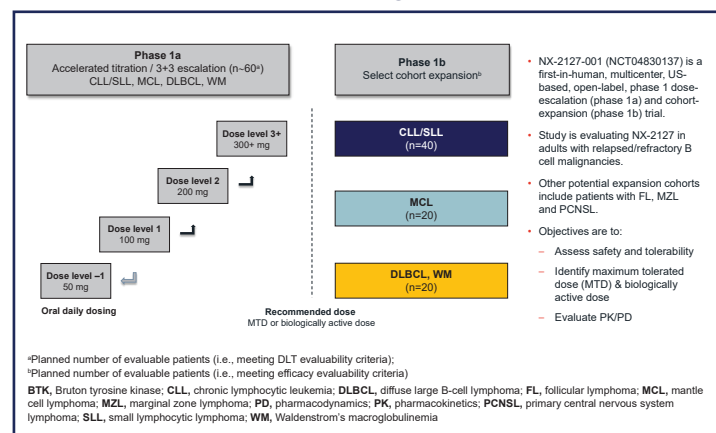 Phase 1a
Accelerated titration / 3+3 escalation (n~60ᵃ)
CLL/SLL, MCL, DLBCL, WM
Phase 1b
Select cohort expansionᵇ
Dose level 3+
300+ mg
Dose level 2
200 mg
Dose level 1
100 mg
Dose level –1
50 mg
Oral daily dosing
Recommended dose
MTD or biologically active dose
CLL/SLL
(n=40)
MCL
(n=20)
DLBCL, WM
(n=20)
• NX-2127-001 (NCT04830137) is
a first-in-human, multicenter, US-
based, open-label, phase 1 dose-
escalation (phase 1a) and cohort-
expansion (phase 1b) trial.
• Study is evaluating NX-2127 in
adults with relapsed/refractory B
cell malignancies.
• Other potential expansion cohorts
include patients with FL, MZL
and PCNSL.
• Objectives are to:
– Assess safety and tolerability
– Identify maximum tolerated
dose (MTD) & biologically
active dose
– Evaluate PK/PD
ᵃPlanned number of evaluable patients (i.e., meeting DLT evaluability criteria);
ᵇPlanned number of evaluable patients (i.e., meeting efficacy evaluability criteria)
BTK, Bruton tyrosine kinase; CLL, chronic lymphocytic leukemia; DLBCL, diffuse large B-cell lymphoma; FL, follicular lymphoma; MCL, mantle
cell lymphoma; MZL, marginal zone lymphoma; PD, pharmacodynamics; PK, pharmacokinetics; PCNSL, primary central nervous system
lymphoma; SLL, small lymphocytic lymphoma; WM, Waldenstrom's macroglobulinemia